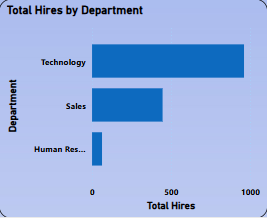 Total Hires by Department
Department
Technology
Sales
Human Res...
0 500 1000
Total Hires